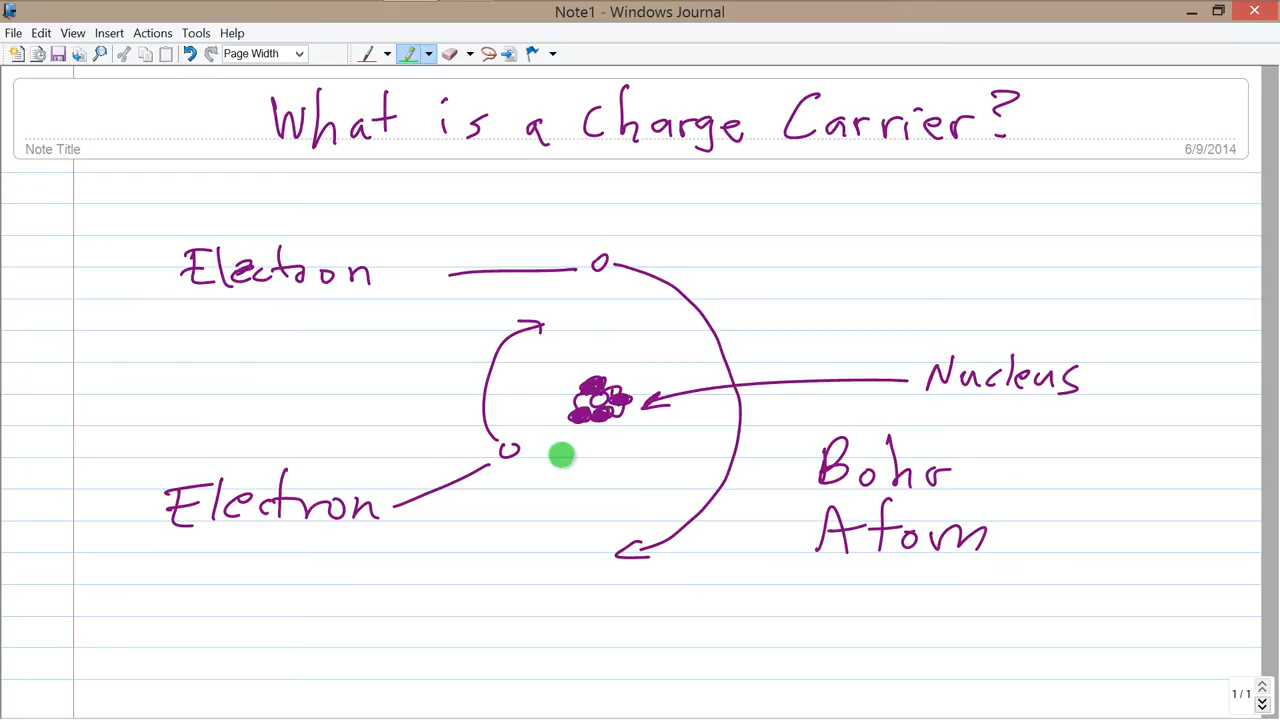 Note1 - Windows Journal
File Edit View Insert Actions Tools Help
Page Width
What is a Charge Carrier?
Note Title
6/9/2014
Electron
Nucleus
Bohr
Electron
Atom
1 / 1